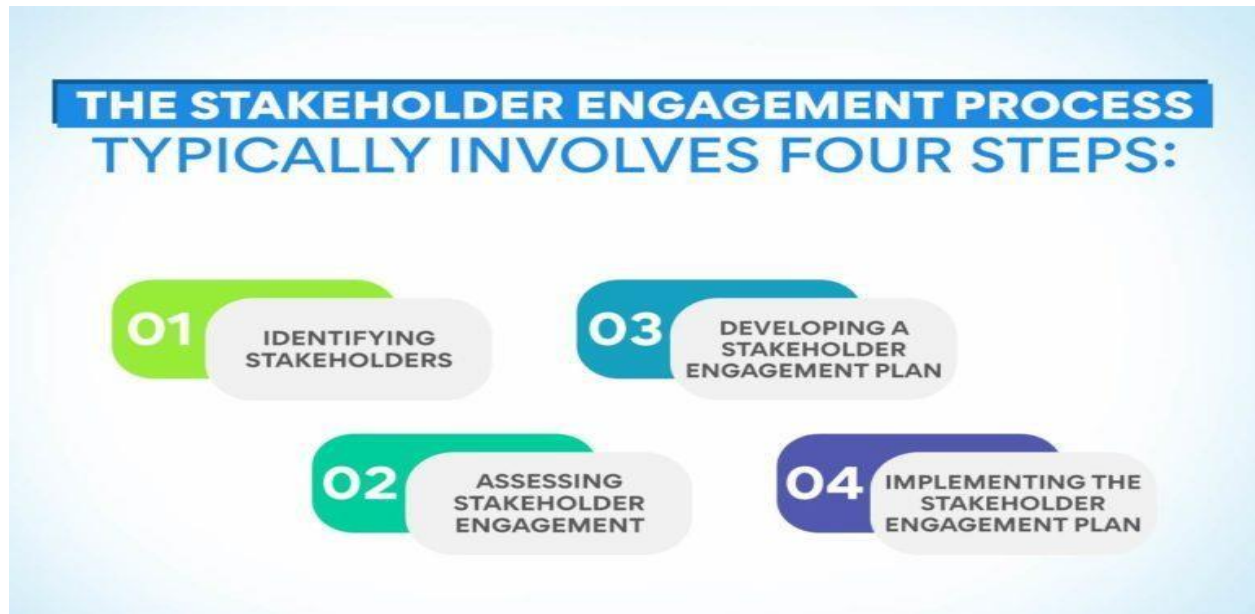 THE STAKEHOLDER ENGAGEMENT PROCESS
TYPICALLY INVOLVES FOUR STEPS:
01
IDENTIFYING
STAKEHOLDERS
02
ASSESSING
STAKEHOLDER
ENGAGEMENT
03
DEVELOPING A
STAKEHOLDER
ENGAGEMENT PLAN
04
IMPLEMENTING THE
STAKEHOLDER
ENGAGEMENT PLAN